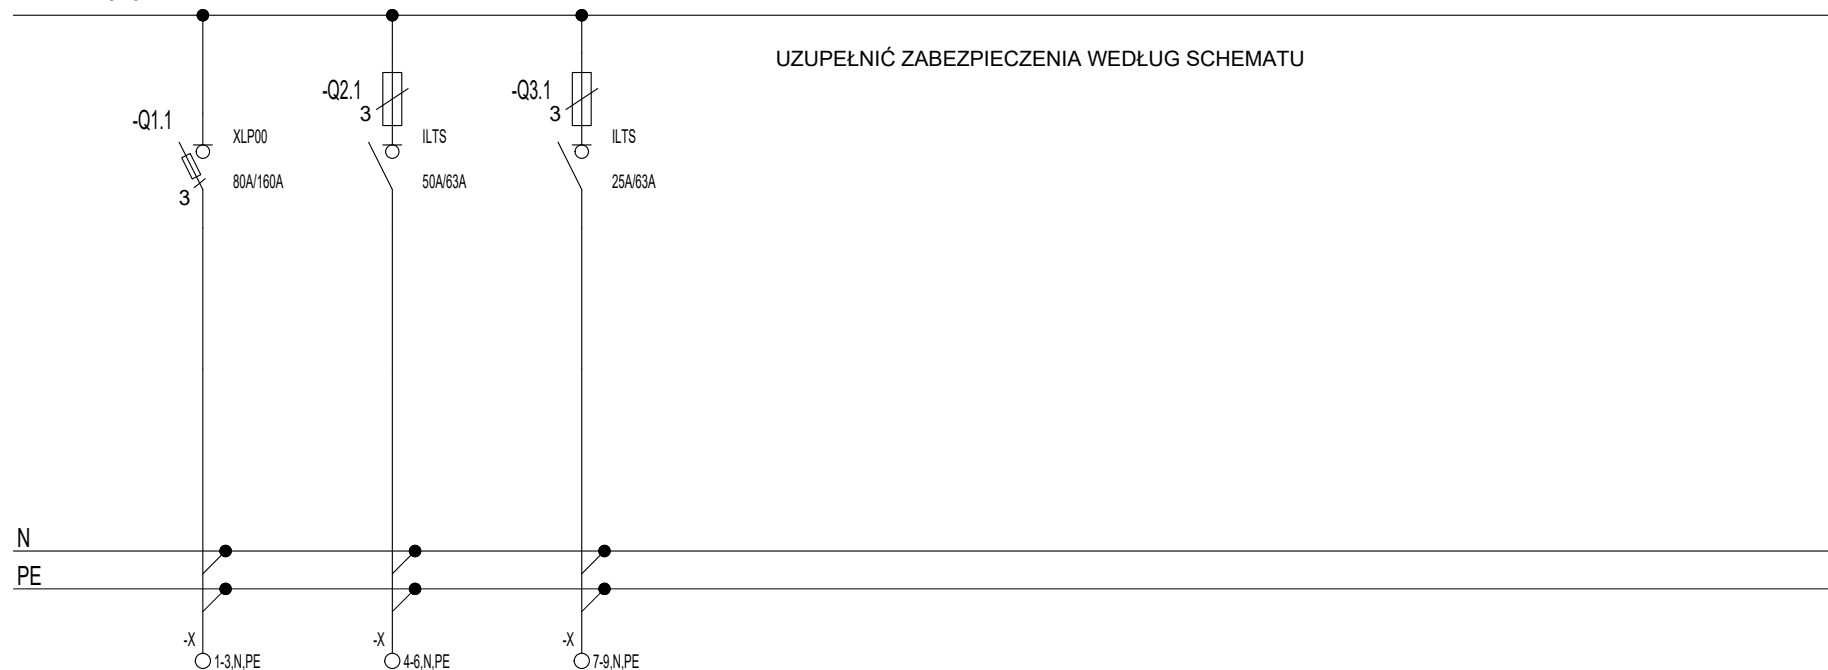 UZUPEŁNIĆ ZABEZPIECZENIA WEDŁUG SCHEMATU
-Q1.1
XLP00
80A/160A
3
-Q2.1
3
ILTS
50A/63A
-Q3.1
3
ILTS
25A/63A
N
PE
-X
1-3,N,PE
-X
4-6,N,PE
-X
7-9,N,PE